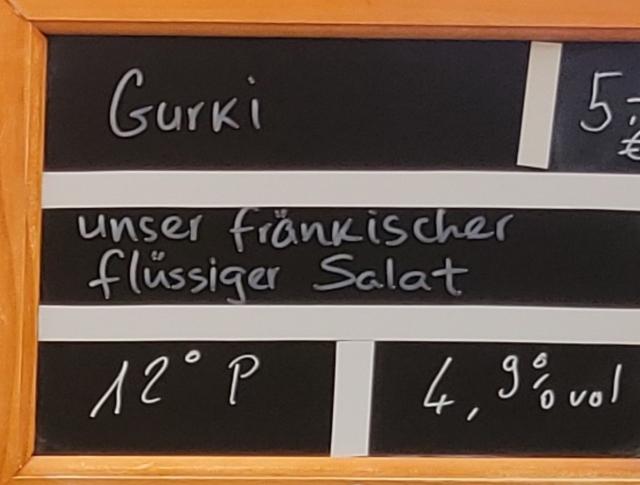 Gurki 5,-€
unser fränkischer
flüssiger Salat
12° P 4,9% vol